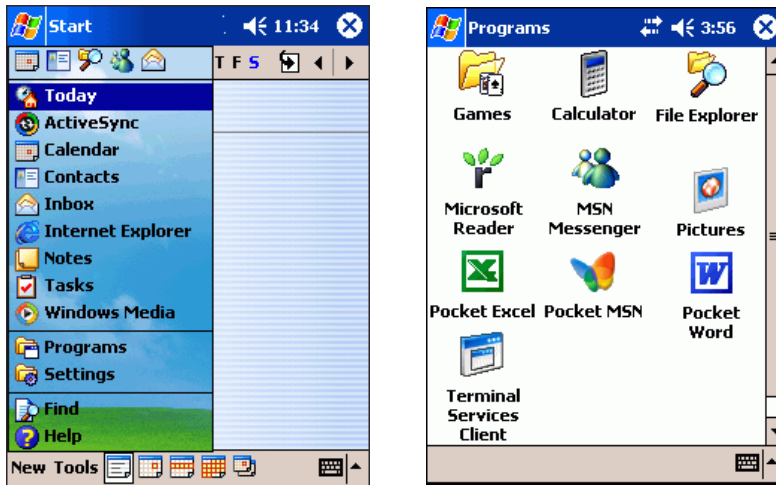 Start 11:34
T F S
Today
ActiveSync
Calendar
Contacts
Inbox
Internet Explorer
Notes
Tasks
Windows Media
Programs
Settings
Find
Help
New Tools
Programs 3:56
Games Calculator File Explorer
Microsoft
Reader
MSN
Messenger
Pictures
Pocket Excel Pocket MSN
Pocket
Word
Terminal
Services
Client